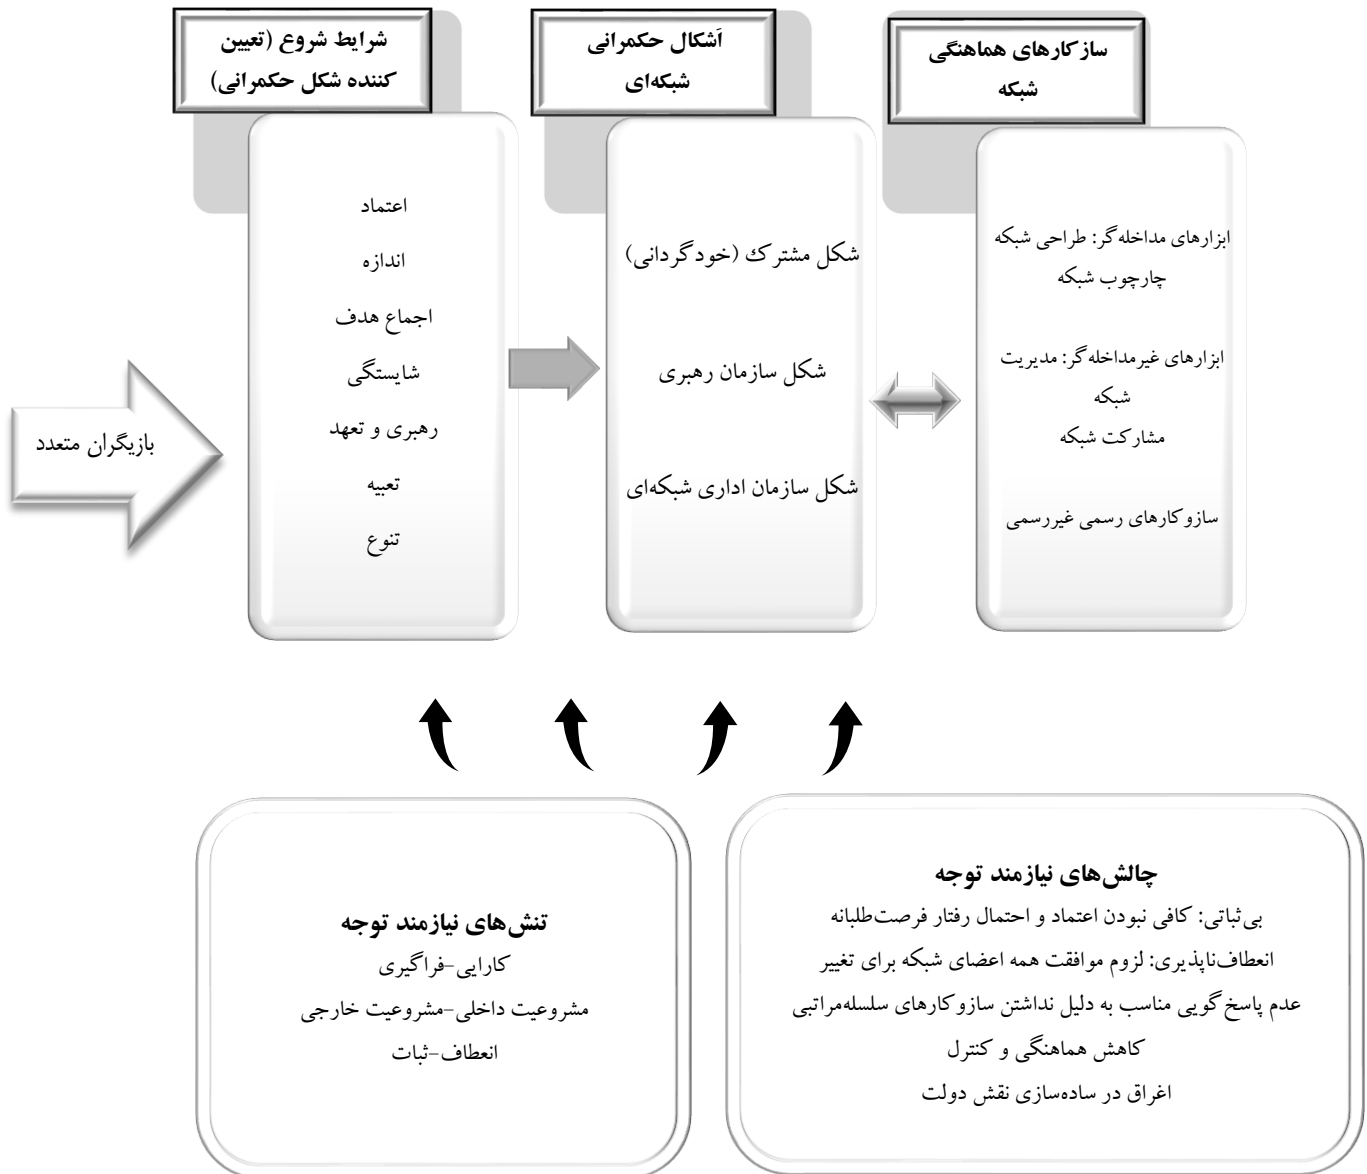 بازیگران متعدد
شرایط شروع (تعیین
کننده شکل حکمرانی)
اعتماد
اندازه
اجماع هدف
شایستگی
رهبری و تعهد
تعبیه
تنوع
اَشکال حکمرانی
شبکه‌ای
شکل مشترک (خودگردانی)
شکل سازمان رهبری
شکل سازمان اداری شبکه‌ای
سازکارهای هماهنگی
شبکه
ابزارهای مداخله‌گر: طراحی شبکه
چارچوب شبکه
ابزارهای غیرمداخله‌گر: مدیریت
شبکه
مشارکت شبکه
سازوکارهای رسمی غیررسمی
تنش‌های نیازمند توجه
کارایی-فراگیری
مشروعیت داخلی-مشروعیت خارجی
انعطاف-ثبات
چالش‌های نیازمند توجه
بی‌ثباتی: کافی نبودن اعتماد و احتمال رفتار فرصت‌طلبانه
انعطاف‌ناپذیری: لزوم موافقت همه اعضای شبکه برای تغییر
عدم پاسخ‌گویی مناسب به دلیل نداشتن سازوکارهای سلسله‌مراتبی
کاهش هماهنگی و کنترل
اغراق در ساده‌سازی نقش دولت